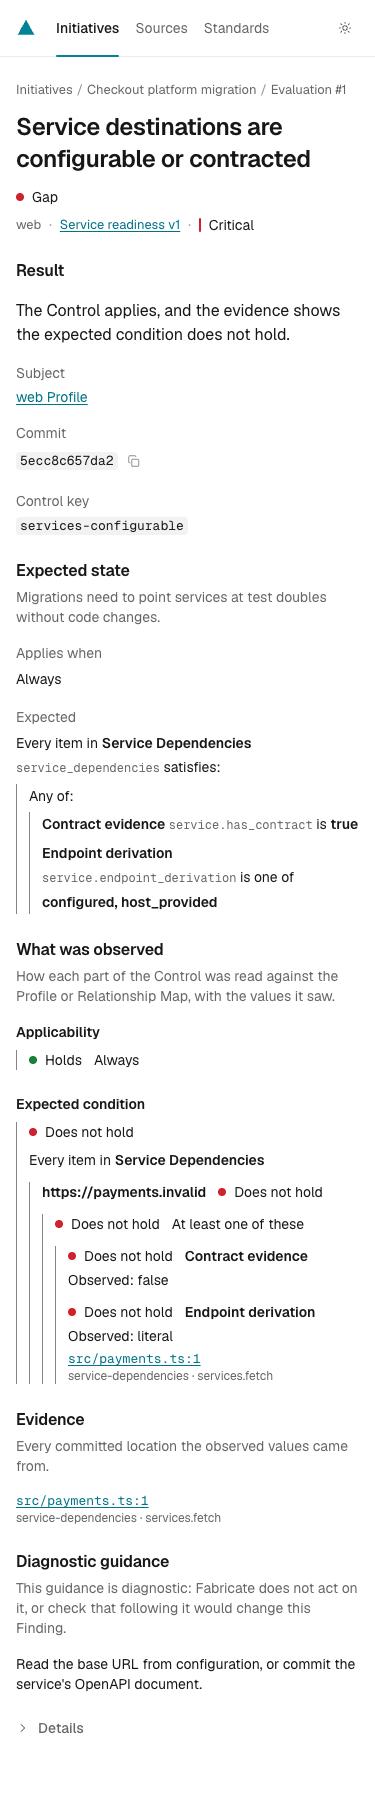 Initiatives Sources Standards
Initiatives / Checkout platform migration / Evaluation #1
Service destinations are
configurable or contracted
Gap
web · Service readiness v1 · Critical
Result
The Control applies, and the evidence shows
the expected condition does not hold.
Subject
web Profile
Commit
5ecc8c657da2
Control key
services-configurable
Expected state
Migrations need to point services at test doubles
without code changes.
Applies when
Always
Expected
Every item in Service Dependencies
service_dependencies satisfies:
Any of:
Contract evidence service.has_contract is true
Endpoint derivation
service.endpoint_derivation is one of
configured, host_provided
What was observed
How each part of the Control was read against the
Profile or Relationship Map, with the values it saw.
Applicability
Holds Always
Expected condition
Does not hold
Every item in Service Dependencies
https://payments.invalid Does not hold
Does not hold At least one of these
Does not hold Contract evidence
Observed: false
Does not hold Endpoint derivation
Observed: literal
src/payments.ts:1
service-dependencies · services.fetch
Evidence
Every committed location the observed values came
from.
src/payments.ts:1
service-dependencies · services.fetch
Diagnostic guidance
This guidance is diagnostic: Fabricate does not act on
it, or check that following it would change this
Finding.
Read the base URL from configuration, or commit the
service's OpenAPI document.
Details